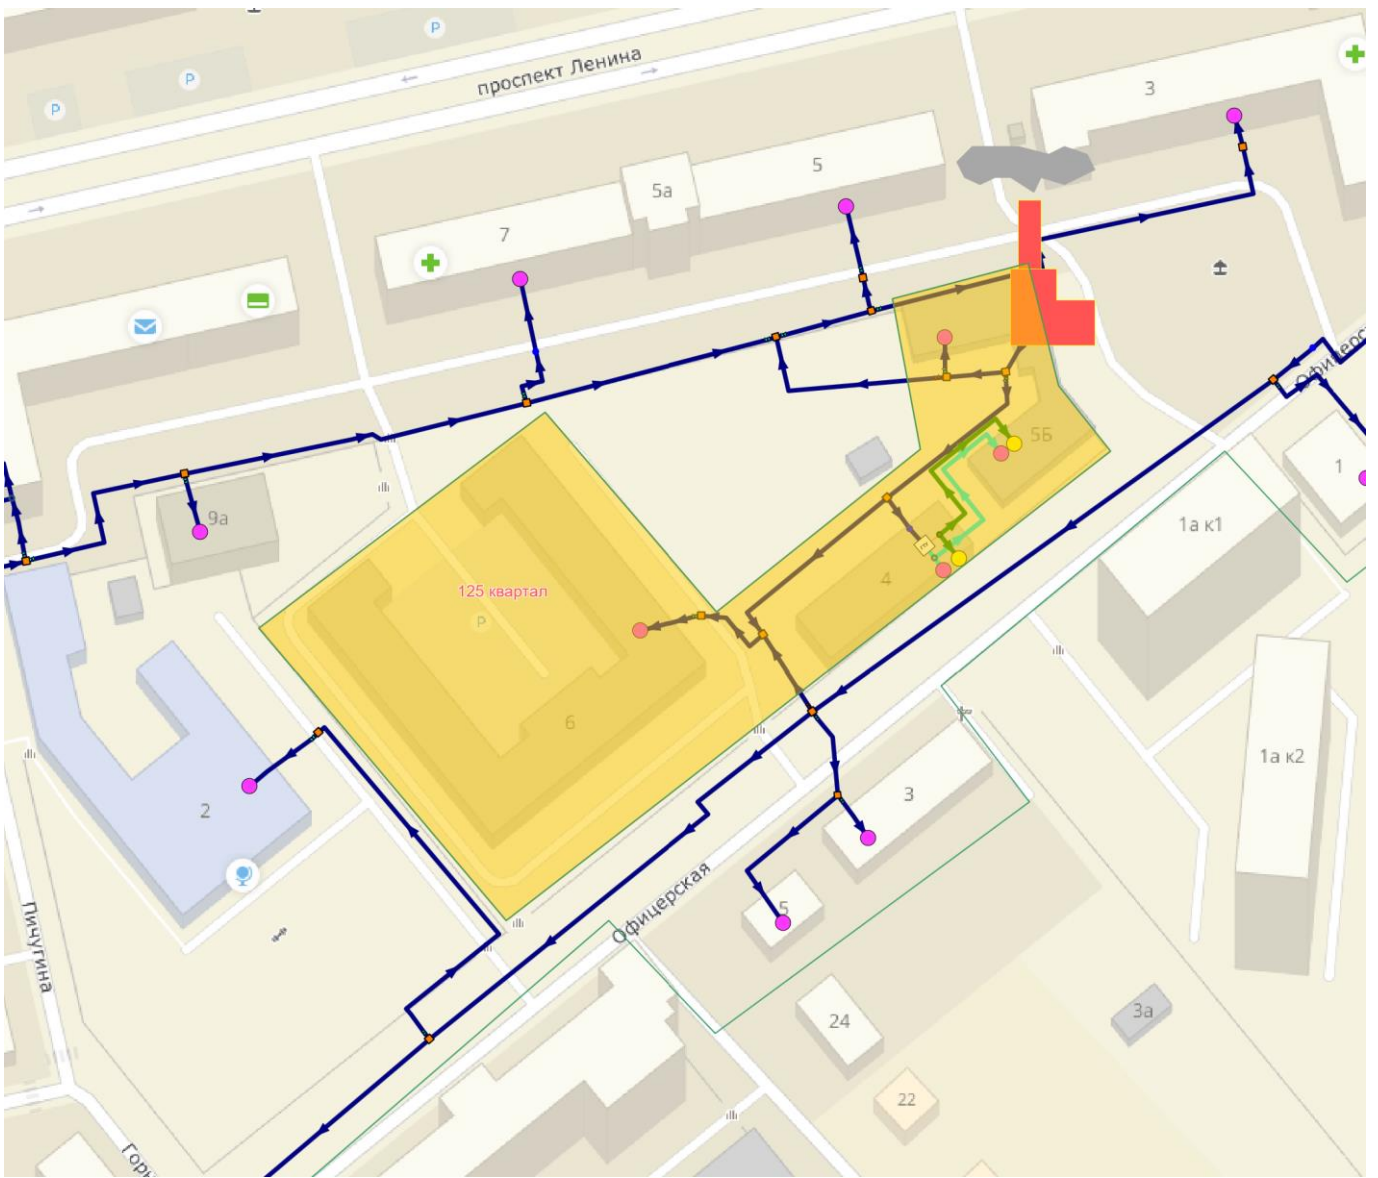 P
P
P
проспект Ленина
3
5
5а
7
9а
5Б
1
1а к1
4
125 квартал
P
6
2
3
1а к2
5
Офицерская
Пичугина
24
3а
22